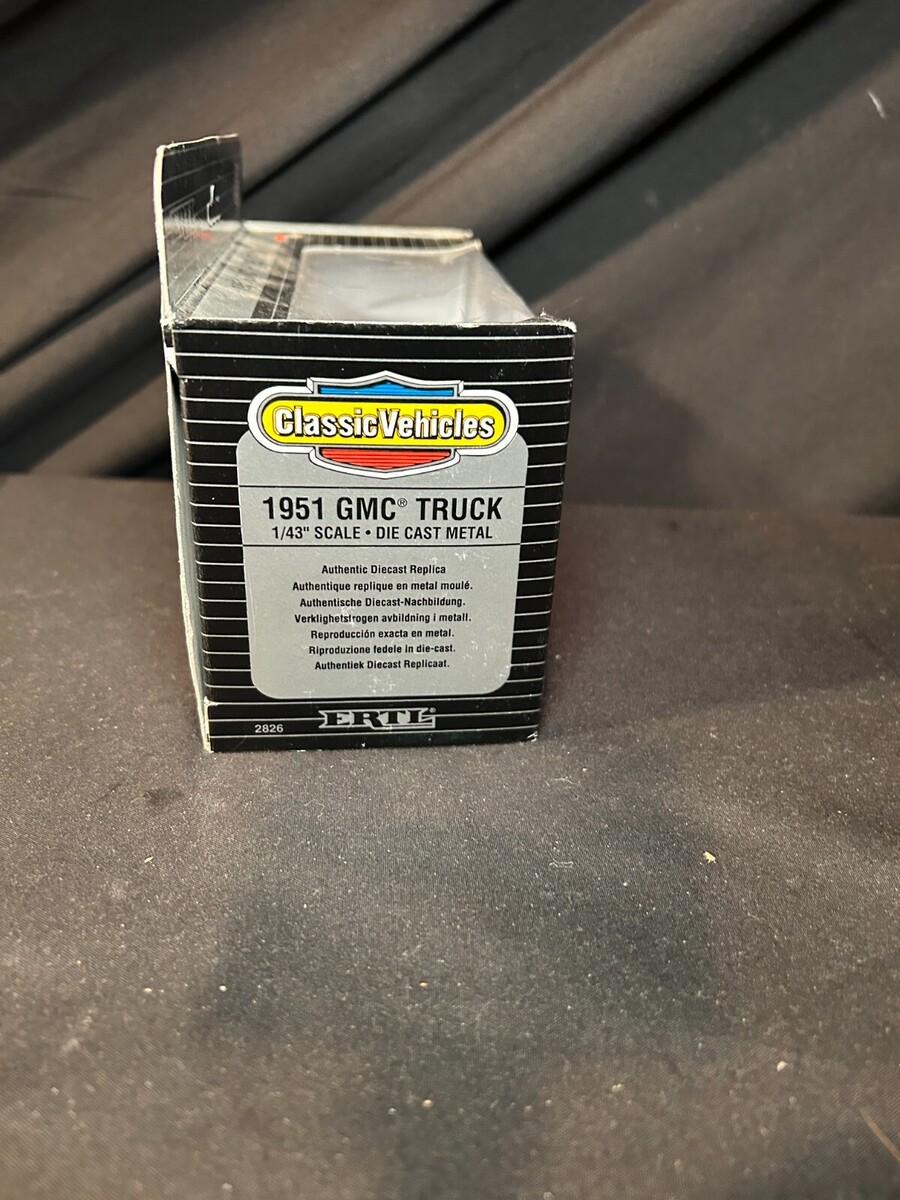 ClassicVehicles
1951 GMC® TRUCK
1/43" SCALE • DIE CAST METAL
Authentic Diecast Replica
Authentique replique en metal moulé.
Authentische Diecast-Nachbildung.
Verklighetstrogen avbildning i metall.
Reproducción exacta en metal.
Riproduzione fedele in die-cast.
Authentiek Diecast Replicaat.
2826 ERTL®